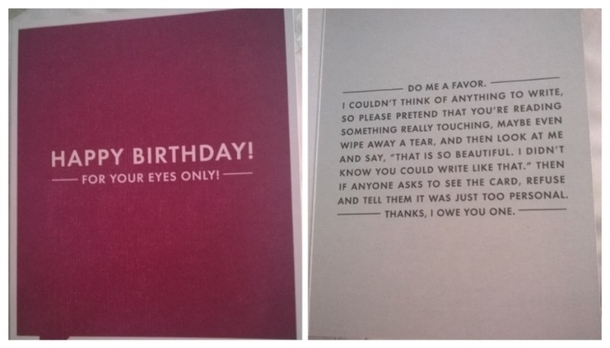 HAPPY BIRTHDAY!
FOR YOUR EYES ONLY!
DO ME A FAVOR.
I COULDN'T THINK OF ANYTHING TO WRITE,
SO PLEASE PRETEND THAT YOU'RE READING
SOMETHING REALLY TOUCHING, MAYBE EVEN
WIPE AWAY A TEAR, AND THEN LOOK AT ME
AND SAY, "THAT IS SO BEAUTIFUL. I DIDN'T
KNOW YOU COULD WRITE LIKE THAT." THEN
IF ANYONE ASKS TO SEE THE CARD, REFUSE
AND TELL THEM IT WAS JUST TOO PERSONAL.
THANKS, I OWE YOU ONE.